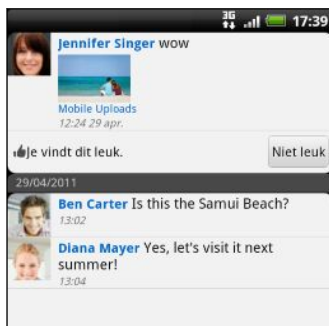 3G 17:39
Jennifer Singer wow
Mobile Uploads
12:24 29 apr.
Je vindt dit leuk. Niet leuk
29/04/2011
Ben Carter Is this the Samui Beach?
13:02
Diana Mayer Yes, let's visit it next
summer!
13:04